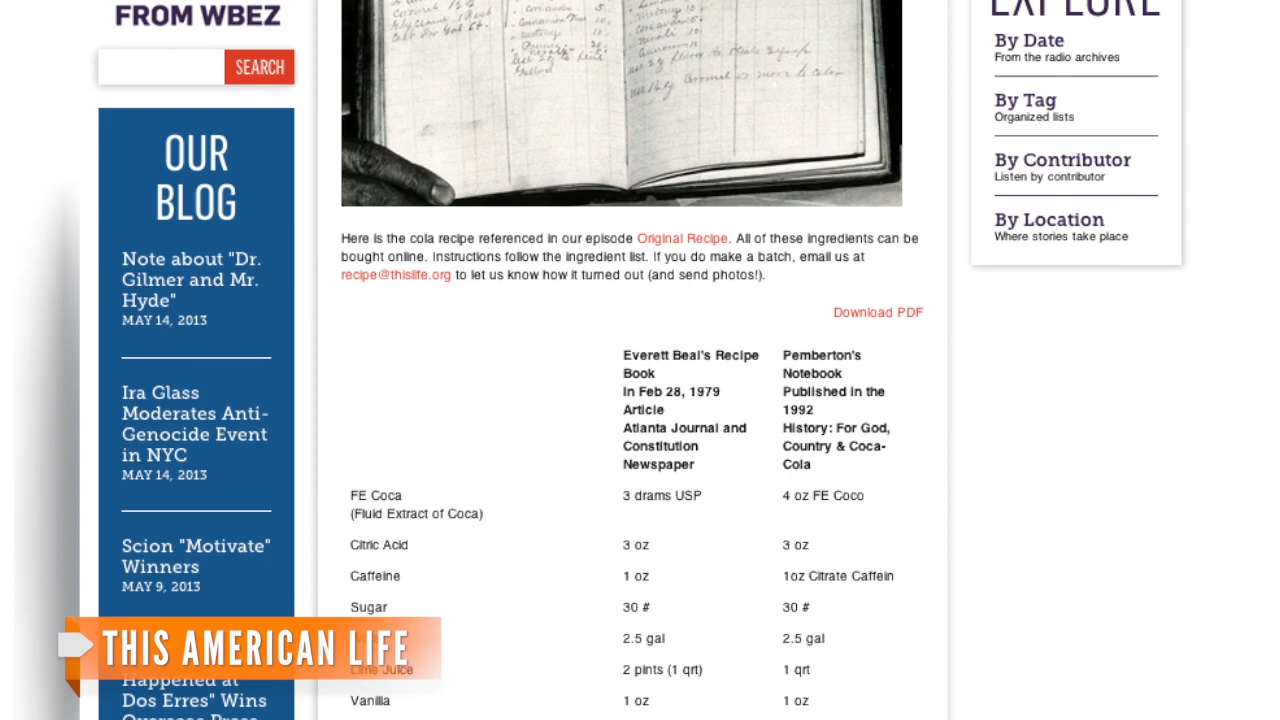 FROM WBEZ
SEARCH
OUR
BLOG
Note about "Dr.
Gilmer and Mr.
Hyde"
MAY 14, 2013
Ira Glass
Moderates Anti-
Genocide Event
in NYC
MAY 14, 2013
Scion "Motivate"
Winners
MAY 9, 2013
Happened at
Dos Erres" Wins
Overseas Press
THIS AMERICAN LIFE
Here is the cola recipe referenced in our episode Original Recipe. All of these ingredients can be
bought online. Instructions follow the ingredient list. If you do make a batch, email us at
recipe@thislife.org to let us know how it turned out (and send photos!).
Download PDF
Everett Beal's Recipe
Book
In Feb 28, 1979
Article
Atlanta Journal and
Constitution
Newspaper
Pemberton's
Notebook
Published in the
1992
History: For God,
Country & Coca-
Cola
FE Coca 3 drams USP 4 oz FE Coco
(Fluid Extract of Coca)
Citric Acid 3 oz 3 oz
Caffeine 1 oz 1oz Citrate Caffein
Sugar 30 # 30 #
2.5 gal 2.5 gal
Lime Juice 2 pints (1 qrt) 1 qrt
Vanilla 1 oz 1 oz
EXPLORE
By Date
From the radio archives
By Tag
Organized lists
By Contributor
Listen by contributor
By Location
Where stories take place